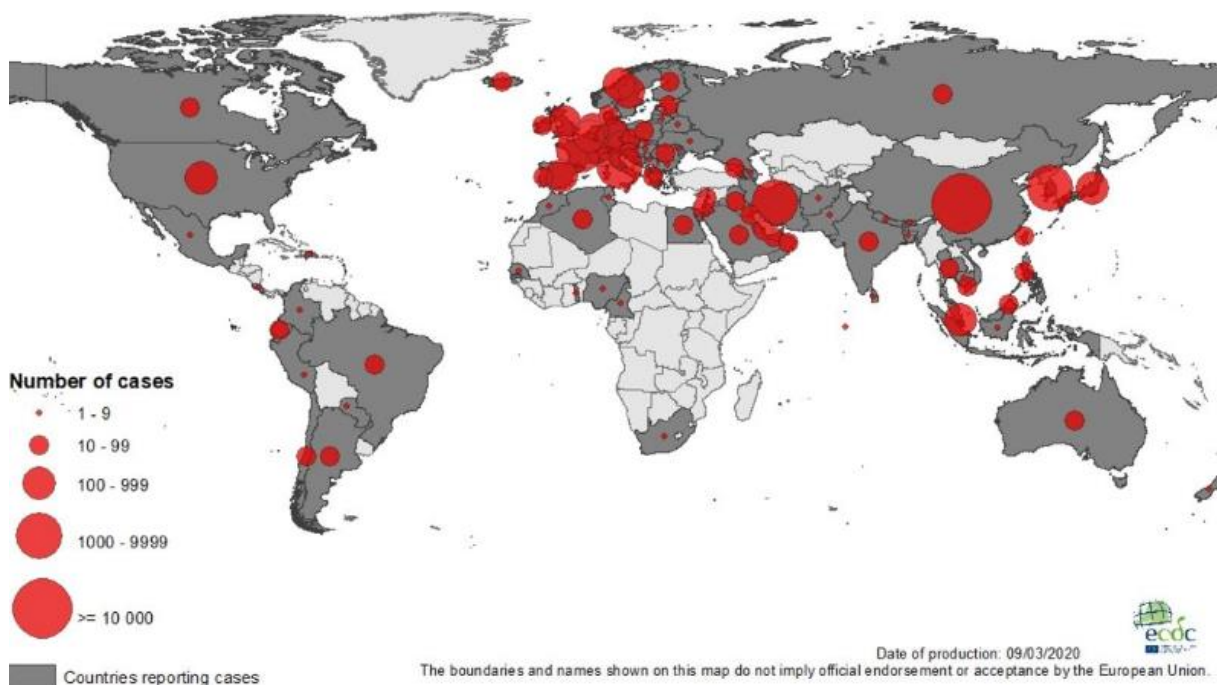 Number of cases
1 - 9
10 - 99
100 - 999
1000 - 9999
>= 10 000
Countries reporting cases
ecdc
Date of production: 09/03/2020
The boundaries and names shown on this map do not imply official endorsement or acceptance by the European Union.